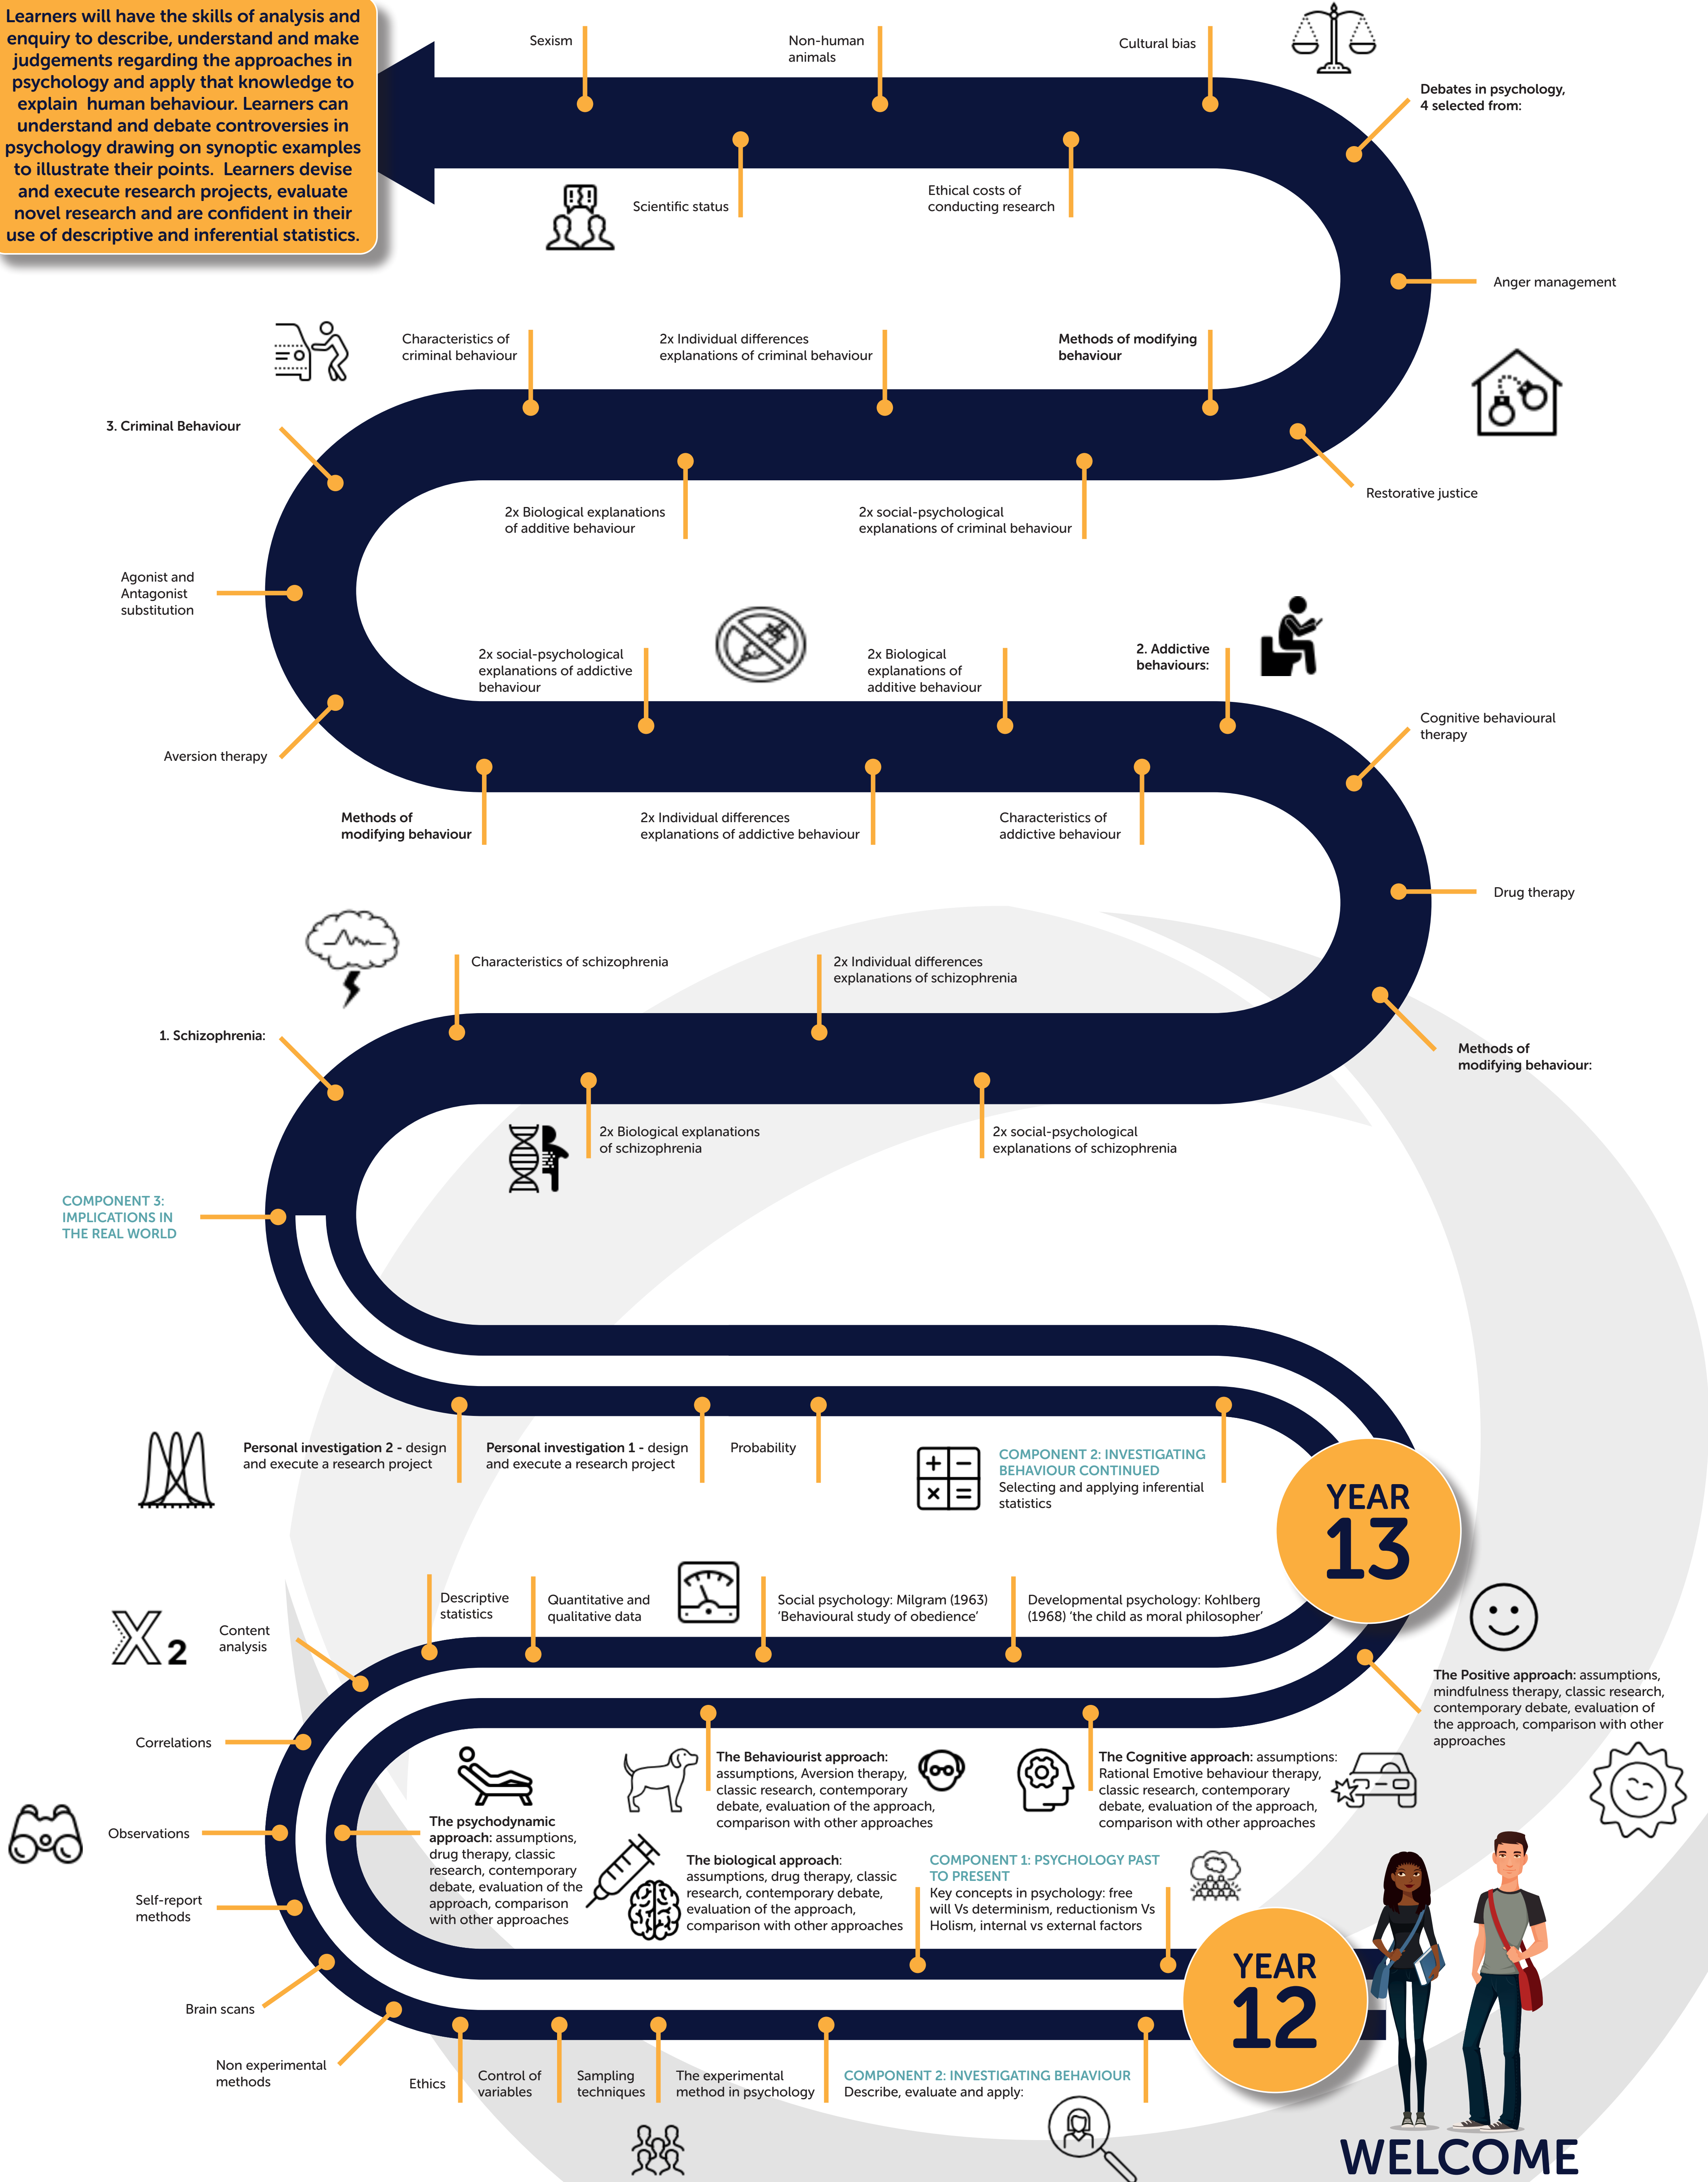 Learners will have the skills of analysis and
enquiry to describe, understand and make
judgements regarding the approaches in
psychology and apply that knowledge to
explain human behaviour. Learners can
understand and debate controversies in
psychology drawing on synoptic examples
to illustrate their points. Learners devise
and execute research projects, evaluate
novel research and are confident in their
use of descriptive and inferential statistics.
Sexism
Non-human
animals
Cultural bias
Debates in psychology,
4 selected from:
Scientific status
Ethical costs of
conducting research
Anger management
Characteristics of
criminal behaviour
2x Individual differences
explanations of criminal behaviour
Methods of modifying
behaviour
3. Criminal Behaviour
Restorative justice
2x Biological explanations
of additive behaviour
2x social-psychological
explanations of criminal behaviour
Agonist and
Antagonist
substitution
2x social-psychological
explanations of addictive
behaviour
2x Biological
explanations of
additive behaviour
2. Addictive
behaviours:
Cognitive behavioural
therapy
Aversion therapy
Methods of
modifying behaviour
2x Individual differences
explanations of addictive behaviour
Characteristics of
addictive behaviour
Drug therapy
Characteristics of schizophrenia
2x Individual differences
explanations of schizophrenia
1. Schizophrenia:
Methods of
modifying behaviour:
2x Biological explanations
of schizophrenia
2x social-psychological
explanations of schizophrenia
COMPONENT 3:
IMPLICATIONS IN
THE REAL WORLD
Personal investigation 2 - design
and execute a research project
Personal investigation 1 - design
and execute a research project
Probability
COMPONENT 2: INVESTIGATING
BEHAVIOUR CONTINUED
Selecting and applying inferential
statistics
YEAR
13
Descriptive
statistics
Quantitative and
qualitative data
Social psychology: Milgram (1963)
'Behavioural study of obedience'
Developmental psychology: Kohlberg
(1968) 'the child as moral philosopher'
X 2
Content
analysis
The Positive approach: assumptions,
mindfulness therapy, classic research,
contemporary debate, evaluation of
the approach, comparison with other
approaches
Correlations
The Behaviourist approach:
assumptions, Aversion therapy,
classic research, contemporary
debate, evaluation of the approach,
comparison with other approaches
The Cognitive approach: assumptions:
Rational Emotive behaviour therapy,
classic research, contemporary
debate, evaluation of the approach,
comparison with other approaches
Observations
The psychodynamic
approach: assumptions,
drug therapy, classic
research, contemporary
debate, evaluation of the
approach, comparison
with other approaches
The biological approach:
assumptions, drug therapy, classic
research, contemporary debate,
evaluation of the approach,
comparison with other approaches
COMPONENT 1: PSYCHOLOGY PAST
TO PRESENT
Key concepts in psychology: free
will Vs determinism, reductionism Vs
Holism, internal vs external factors
Self-report
methods
YEAR
12
Brain scans
Non experimental
methods
Ethics
Control of
variables
Sampling
techniques
The experimental
method in psychology
COMPONENT 2: INVESTIGATING BEHAVIOUR
Describe, evaluate and apply:
WELCOME